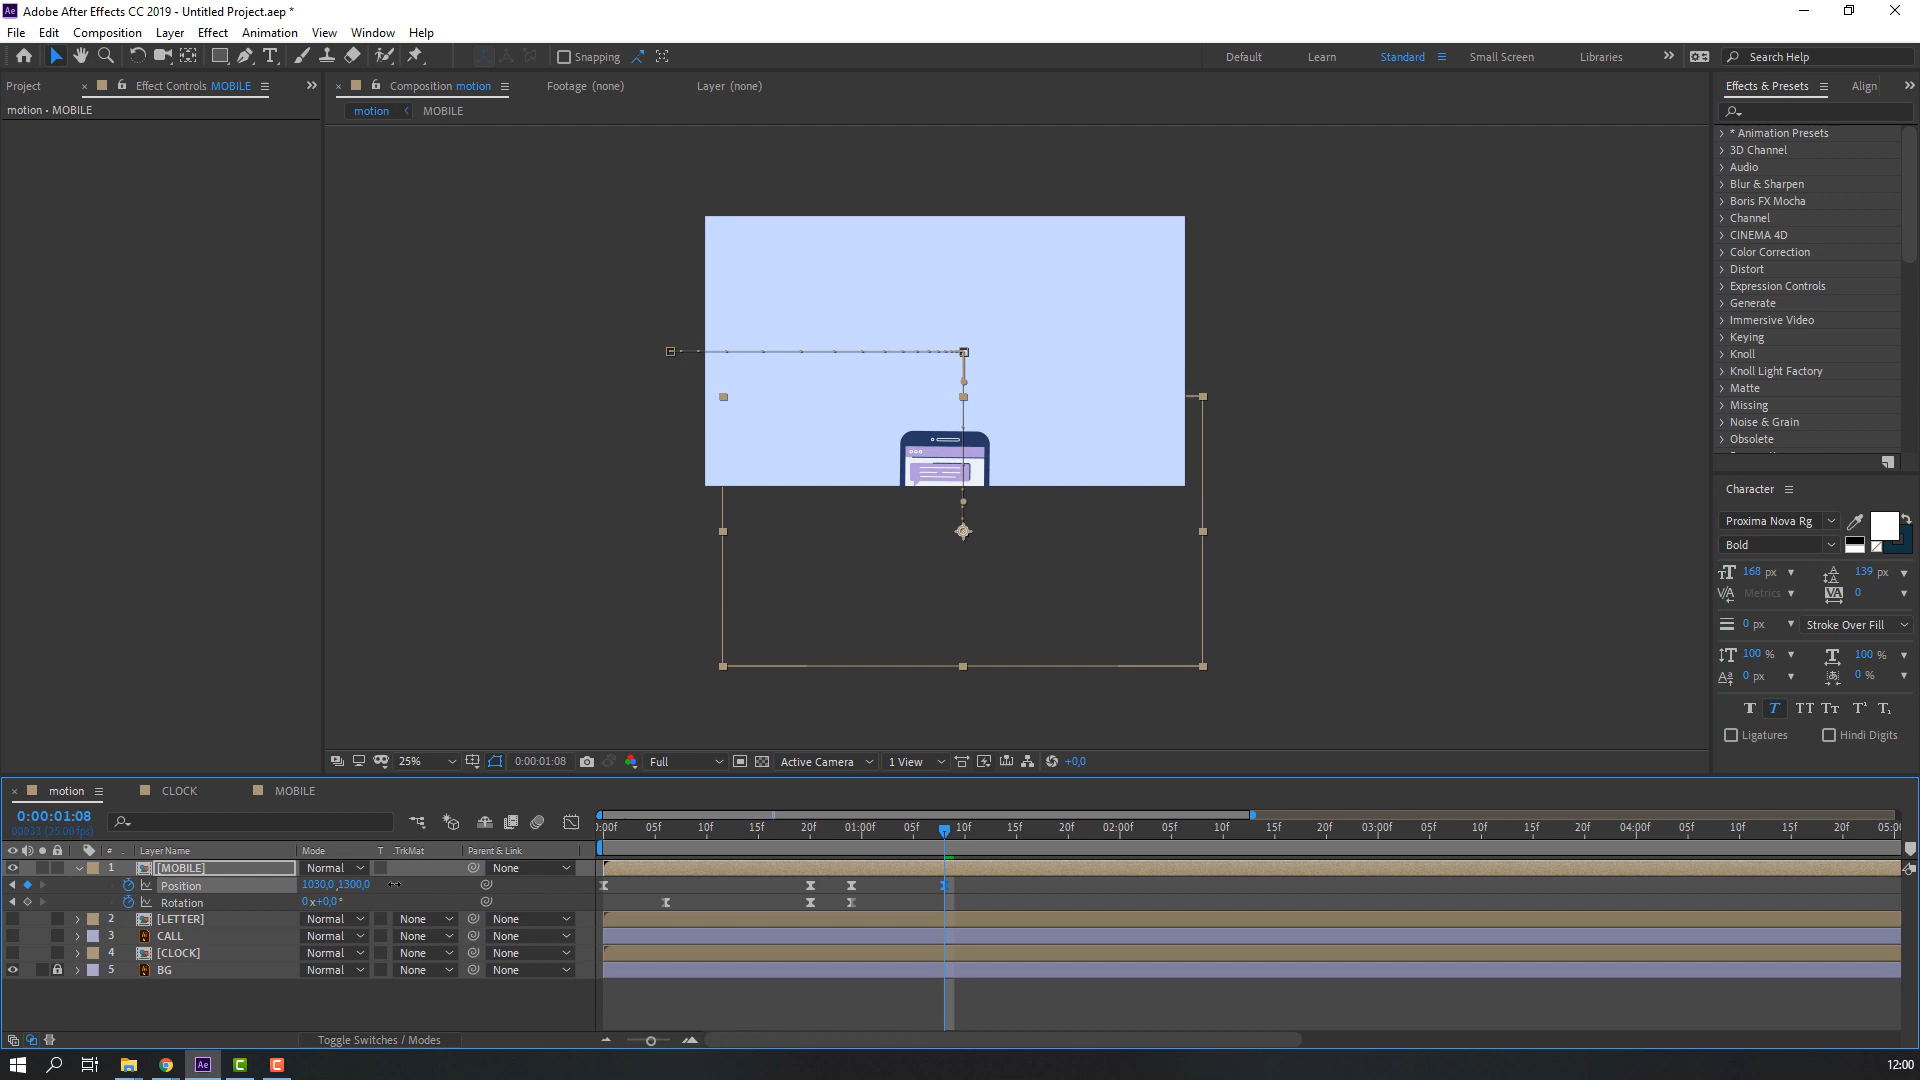 Ae Adobe After Effects CC 2019 - Untitled Project.aep *
File Edit Composition Layer Effect Animation View Window Help
Snapping Default Learn Standard Small Screen Libraries Search Help
Project Effect Controls MOBILE Composition motion Footage (none) Layer (none) Effects & Presets Align
motion • MOBILE motion MOBILE
* Animation Presets
3D Channel
Audio
Blur & Sharpen
Boris FX Mocha
Channel
CINEMA 4D
Color Correction
Distort
Expression Controls
Generate
Immersive Video
Keying
Knoll
Knoll Light Factory
Matte
Missing
Noise & Grain
Obsolete
Character
Proxima Nova Rg
Bold
168 px 139 px
Metrics 0
0 px Stroke Over Fill
100 % 100 %
0 px 0 %
Ligatures Hindi Digits
25% 0:00:01:08 Full Active Camera 1 View +0,0
motion CLOCK MOBILE
0:00:01:08
00033 (25.00 fps)
:00f 05f 10f 15f 20f 01:00f 05f 10f 15f 20f 02:00f 05f 10f 15f 20f 03:00f 05f 10f 15f 20f 04:00f 05f 10f 15f 20f 05:00
# Layer Name Mode T .TrkMat Parent & Link
1 [MOBILE] Normal None
Position 1030,0,1300,0
Rotation 0x+0,0°
2 [LETTER] Normal None None
3 CALL Normal None None
4 [CLOCK] Normal None None
5 BG Normal None None
Toggle Switches / Modes
Ae 12:00